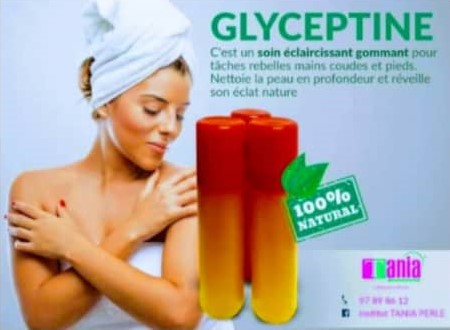 GLYCEPTINE
C'est un soin éclaircissant gommant pour
tâches rebelles mains coudes et pieds.
Nettoie la peau en profondeur et réveille
son éclat nature
100%
NATURAL
Tania
97 89 86 12
Institut TANIA PERLE